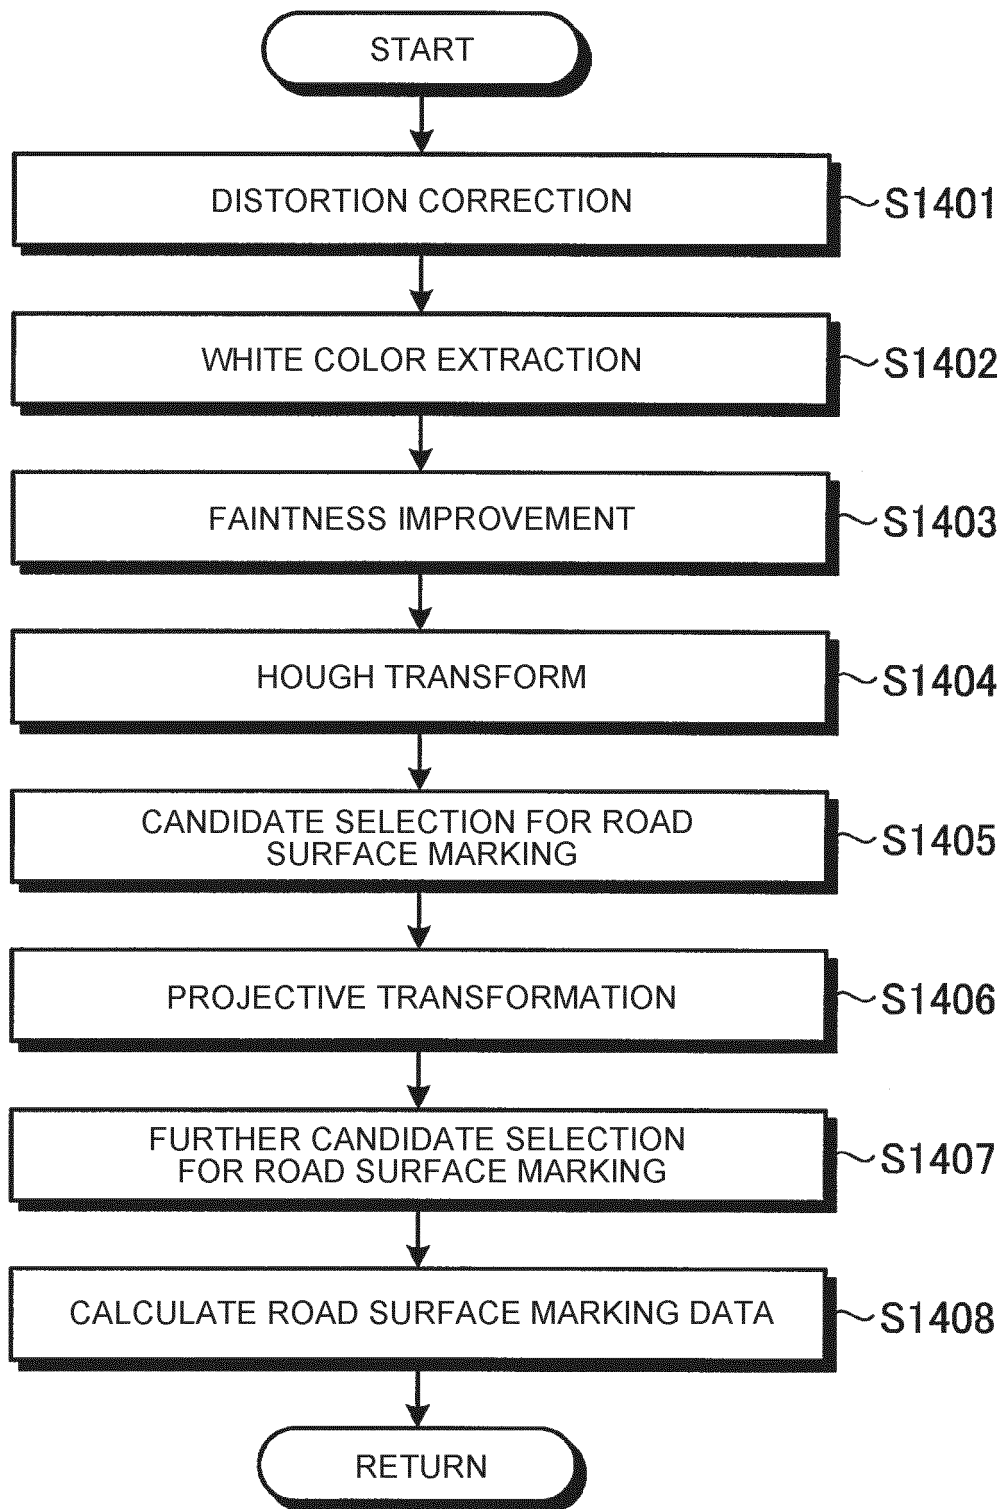 START
DISTORTION CORRECTION
S1401
WHITE COLOR EXTRACTION
S1402
FAINTNESS IMPROVEMENT
S1403
HOUGH TRANSFORM
S1404
CANDIDATE SELECTION FOR ROAD
SURFACE MARKING
S1405
PROJECTIVE TRANSFORMATION
S1406
FURTHER CANDIDATE SELECTION
FOR ROAD SURFACE MARKING
S1407
CALCULATE ROAD SURFACE MARKING DATA
S1408
RETURN